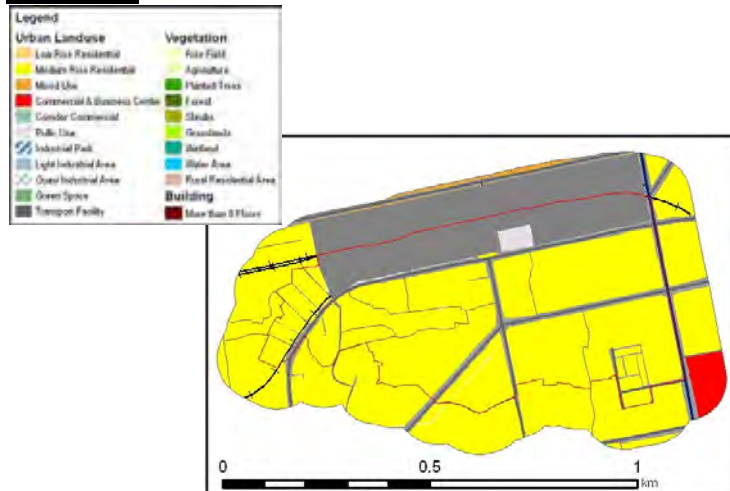 Legend
Urban Landuse
Low Rise Residential
Medium Rise Residential
Mixed Use
Commercial & Business Center
Corridor Commercial
Public Use
Industrial Park
Light Industrial Area
Quasi Industrial Area
Green Space
Transport Facility
Vegetation
Rice Field
Agriculture
Planted Trees
Forest
Shrubs
Grasslands
Wetland
Water Area
Rural Residential Area
Building
More than 8 Floors
0 0.5 1
km